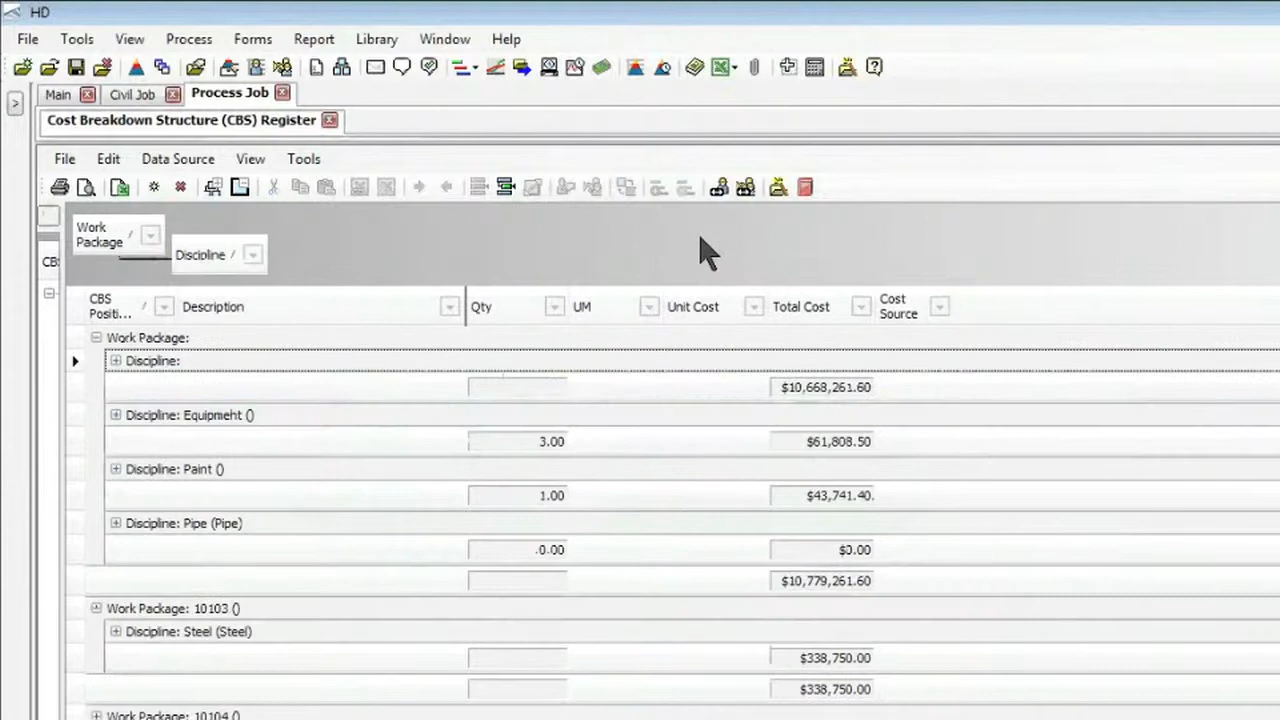 HD
File Tools View Process Forms Report Library Window Help
Main Civil Job Process Job
Cost Breakdown Structure (CBS) Register
File Edit Data Source View Tools
Work
Package /
Discipline /
CBS
CBS
Positi... / Description Qty UM Unit Cost Total Cost Cost
Source
Work Package:
Discipline:
$10,668,261.60
Discipline: Equipment ()
3.00 $61,808.50
Discipline: Paint ()
1.00 $43,741.40
Discipline: Pipe (Pipe)
0.00 $0.00
$10,779,261.60
Work Package: 10103 ()
Discipline: Steel (Steel)
$338,750.00
$338,750.00
Work Package: 10104 ()